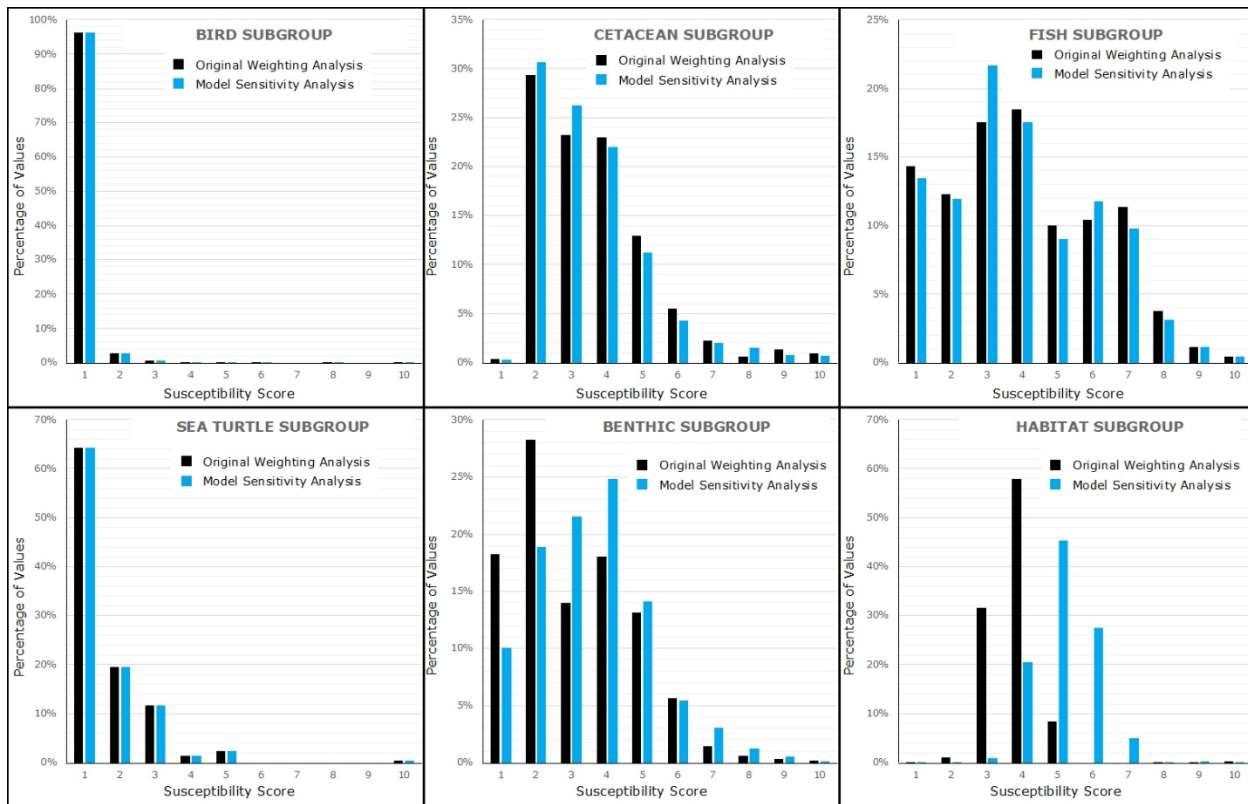 BIRD SUBGROUP
Original Weighting Analysis
Model Sensitivity Analysis
Percentage of Values
100%
90%
80%
70%
60%
50%
40%
30%
20%
10%
0%
1 2 3 4 5 6 7 8 9 10
Susceptibility Score
CETACEAN SUBGROUP
Original Weighting Analysis
Model Sensitivity Analysis
Percentage of Values
35%
30%
25%
20%
15%
10%
5%
0%
1 2 3 4 5 6 7 8 9 10
Susceptibility Score
FISH SUBGROUP
Original Weighting Analysis
Model Sensitivity Analysis
Percentage of Values
25%
20%
15%
10%
5%
0%
1 2 3 4 5 6 7 8 9 10
Susceptibility Score
SEA TURTLE SUBGROUP
Original Weighting Analysis
Model Sensitivity Analysis
Percentage of Values
70%
60%
50%
40%
30%
20%
10%
0%
1 2 3 4 5 6 7 8 9 10
Susceptibility Score
BENTHIC SUBGROUP
Original Weighting Analysis
Model Sensitivity Analysis
Percentage of Values
30%
25%
20%
15%
10%
5%
0%
1 2 3 4 5 6 7 8 9 10
Susceptibility Score
HABITAT SUBGROUP
Original Weighting Analysis
Model Sensitivity Analysis
Percentage of Values
70%
60%
50%
40%
30%
20%
10%
0%
1 2 3 4 5 6 7 8 9 10
Susceptibility Score